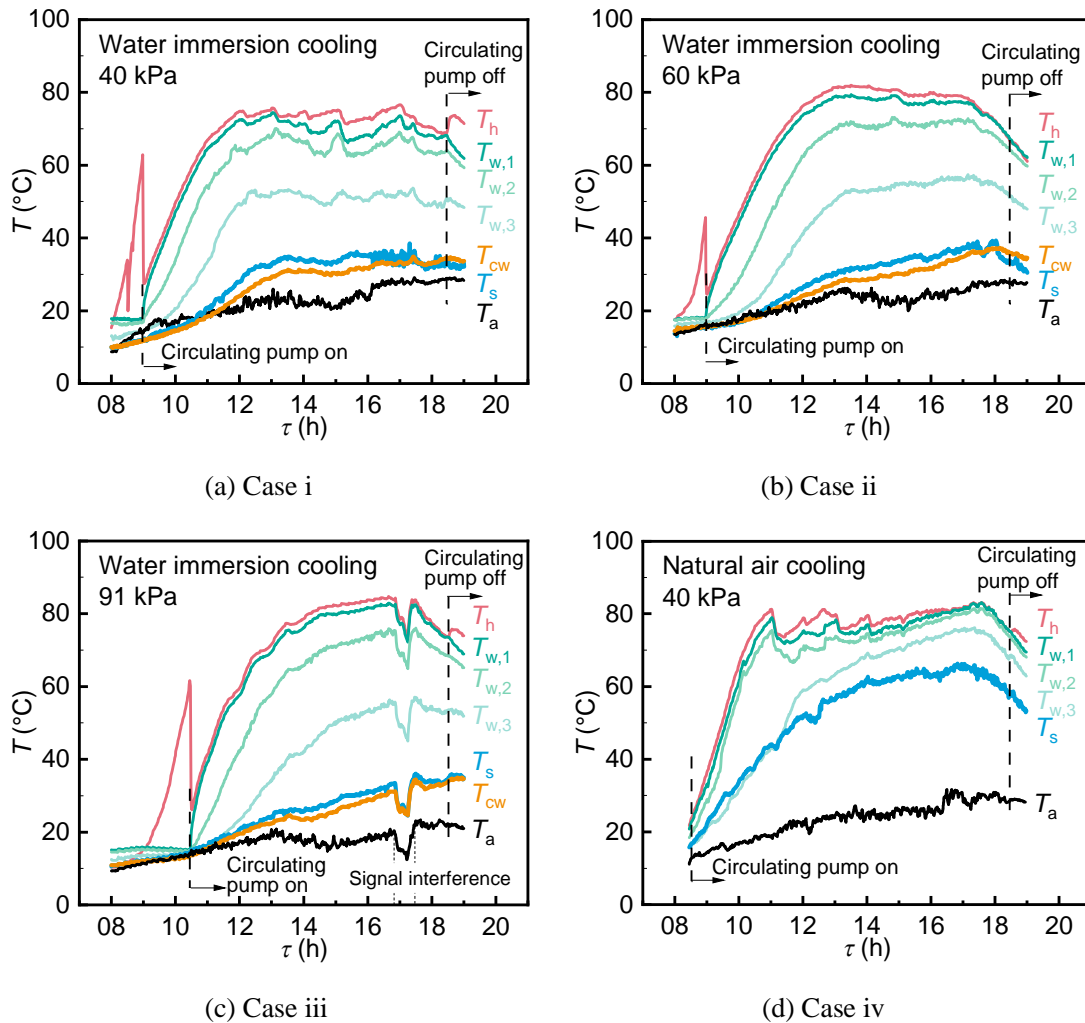 100
80
60
40
20
0
T (°C)
Water immersion cooling
40 kPa
Circulating
pump off
T_h
T_w,1
T_w,2
T_w,3
T_cw
T_s
T_a
Circulating pump on
08 10 12 14 16 18 20
τ (h)
(a) Case i
100
80
60
40
20
0
T (°C)
Water immersion cooling
60 kPa
Circulating
pump off
T_h
T_w,1
T_w,2
T_w,3
T_cw
T_s
T_a
Circulating pump on
08 10 12 14 16 18 20
τ (h)
(b) Case ii
100
80
60
40
20
0
T (°C)
Water immersion cooling
91 kPa
Circulating
pump off
T_h
T_w,1
T_w,2
T_w,3
T_s
T_cw
T_a
Circulating
pump on
Signal interference
08 10 12 14 16 18 20
τ (h)
(c) Case iii
100
80
60
40
20
0
T (°C)
Natural air cooling
40 kPa
Circulating
pump off
T_h
T_w,1
T_w,2
T_w,3
T_s
T_a
Circulating pump on
08 10 12 14 16 18 20
τ (h)
(d) Case iv